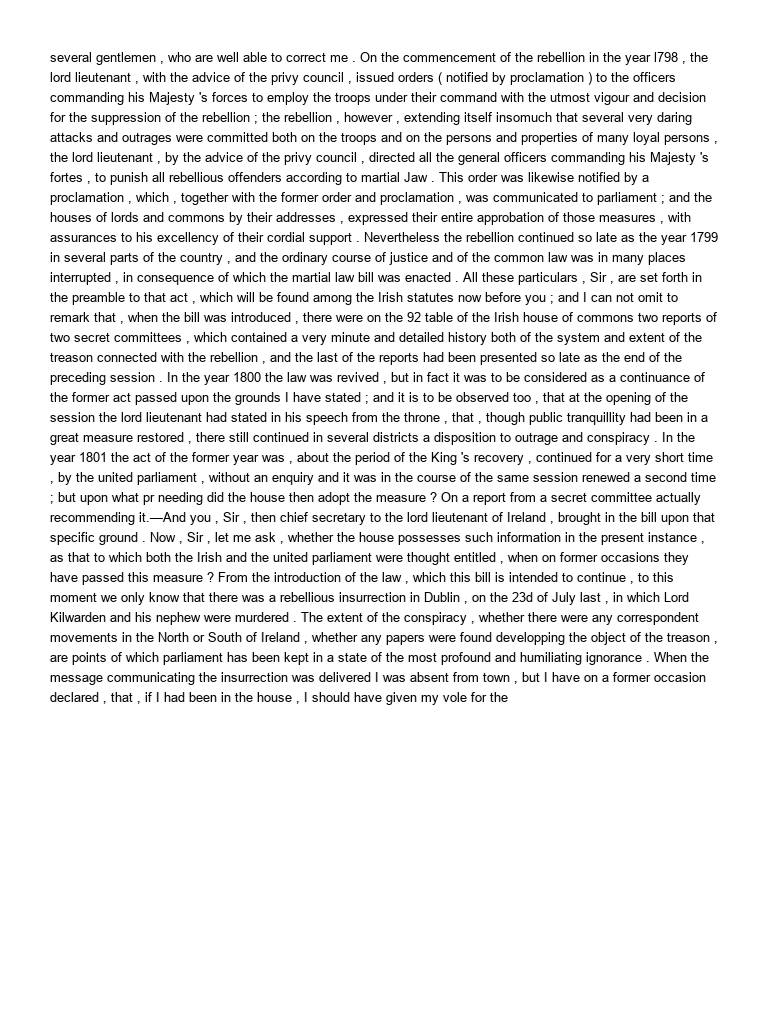 several gentlemen , who are well able to correct me . On the commencement of the rebellion in the year l798 , the
lord lieutenant , with the advice of the privy council , issued orders ( notified by proclamation ) to the officers
commanding his Majesty 's forces to employ the troops under their command with the utmost vigour and decision
for the suppression of the rebellion ; the rebellion , however , extending itself insomuch that several very daring
attacks and outrages were committed both on the troops and on the persons and properties of many loyal persons ,
the lord lieutenant , by the advice of the privy council , directed all the general officers commanding his Majesty 's
fortes , to punish all rebellious offenders according to martial Jaw . This order was likewise notified by a
proclamation , which , together with the former order and proclamation , was communicated to parliament ; and the
houses of lords and commons by their addresses , expressed their entire approbation of those measures , with
assurances to his excellency of their cordial support . Nevertheless the rebellion continued so late as the year 1799
in several parts of the country , and the ordinary course of justice and of the common law was in many places
interrupted , in consequence of which the martial law bill was enacted . All these particulars , Sir , are set forth in
the preamble to that act , which will be found among the Irish statutes now before you ; and I can not omit to
remark that , when the bill was introduced , there were on the 92 table of the Irish house of commons two reports of
two secret committees , which contained a very minute and detailed history both of the system and extent of the
treason connected with the rebellion , and the last of the reports had been presented so late as the end of the
preceding session . In the year 1800 the law was revived , but in fact it was to be considered as a continuance of
the former act passed upon the grounds I have stated ; and it is to be observed too , that at the opening of the
session the lord lieutenant had stated in his speech from the throne , that , though public tranquillity had been in a
great measure restored , there still continued in several districts a disposition to outrage and conspiracy . In the
year 1801 the act of the former year was , about the period of the King 's recovery , continued for a very short time
, by the united parliament , without an enquiry and it was in the course of the same session renewed a second time
; but upon what pr needing did the house then adopt the measure ? On a report from a secret committee actually
recommending it.—And you , Sir , then chief secretary to the lord lieutenant of Ireland , brought in the bill upon that
specific ground . Now , Sir , let me ask , whether the house possesses such information in the present instance ,
as that to which both the Irish and the united parliament were thought entitled , when on former occasions they
have passed this measure ? From the introduction of the law , which this bill is intended to continue , to this
moment we only know that there was a rebellious insurrection in Dublin , on the 23d of July last , in which Lord
Kilwarden and his nephew were murdered . The extent of the conspiracy , whether there were any correspondent
movements in the North or South of Ireland , whether any papers were found developping the object of the treason ,
are points of which parliament has been kept in a state of the most profound and humiliating ignorance . When the
message communicating the insurrection was delivered I was absent from town , but I have on a former occasion
declared , that , if I had been in the house , I should have given my vole for the